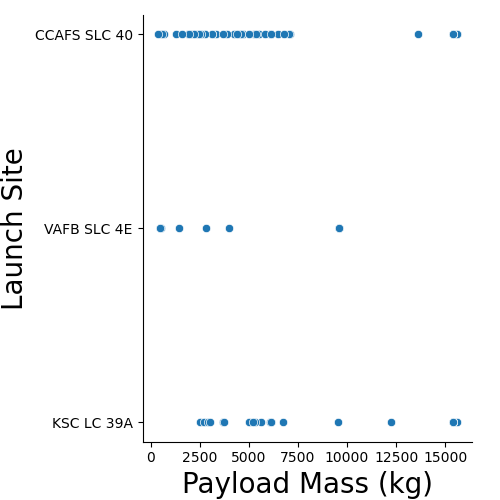 CCAFS SLC 40
VAFB SLC 4E
KSC LC 39A
Launch Site
0 2500 5000 7500 10000 12500 15000
Payload Mass (kg)